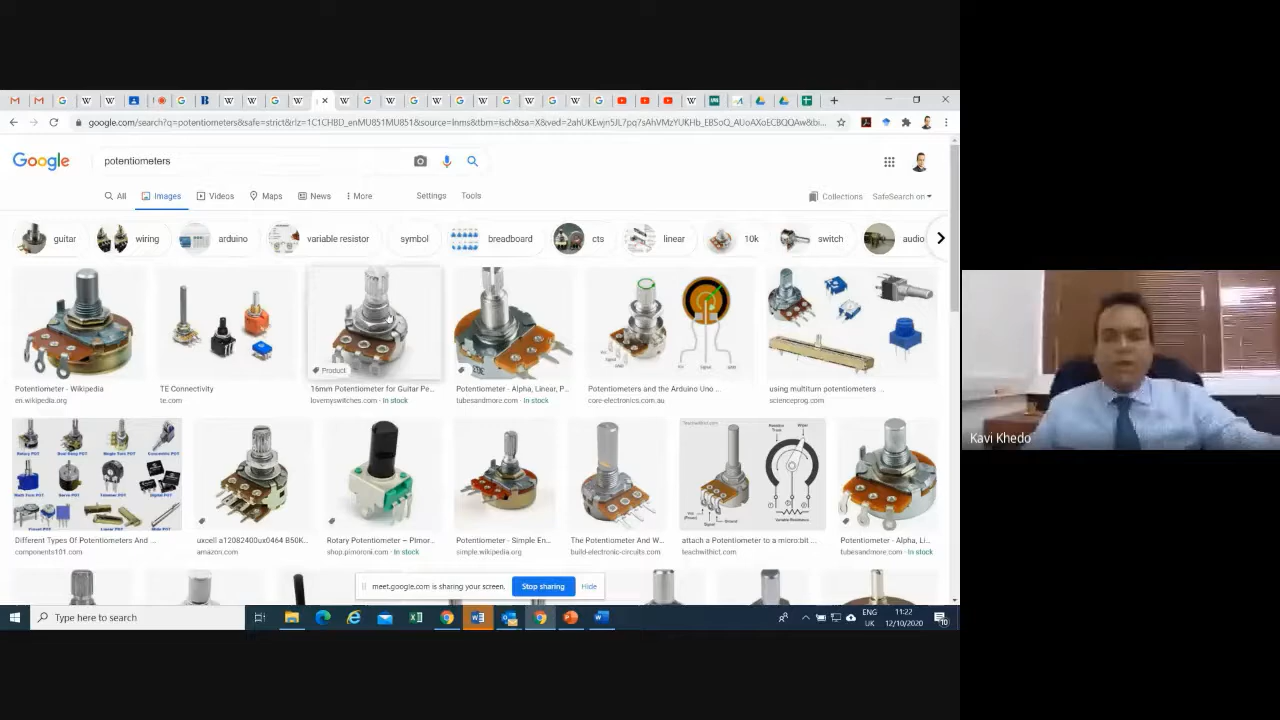 google.com/search?q=potentiometers&safe=strict&rlz=1C1CHBD_enMU851MU851&source=lnms&tbm=isch&sa=X&ved=
Google
potentiometers
All
Images
Videos
Maps
News
More
Settings
Tools
Collections
SafeSearch on
guitar
wiring
arduino
variable resistor
symbol
breadboard
cts
linear
10k
switch
audio
Product
Potentiometer - Wikipedia
en.wikipedia.org
TE Connectivity
te.com
16mm Potentiometer for Guitar Pe...
lovemyswitches.com · In stock
Potentiometer - Alpha, Linear, P...
tubesandmore.com · In stock
Potentiometers and the Arduino Uno ...
core-electronics.com.au
using multiturn potentiometers ...
scienceprog.com
Different Types Of Potentiometers And ...
components101.com
uxcell a12082400ux0464 B50K...
amazon.com
Rotary Potentiometer – Pimor...
shop.pimoroni.com · In stock
Potentiometer - Simple En...
simple.wikipedia.org
The Potentiometer And W...
build-electronic-circuits.com
attach a Potentiometer to a micro:bit ...
teachwithict.com
Potentiometer - Alpha, Li...
tubesandmore.com · In stock
meet.google.com is sharing your screen.
Stop sharing
Hide
Type here to search
ENG
UK
11:22
12/10/2020
Kavi Khedo